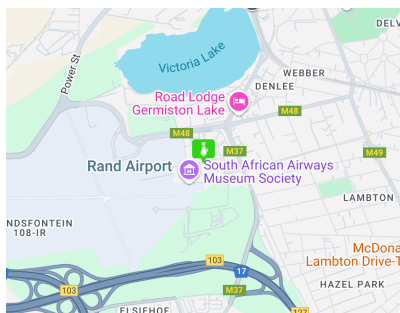 DELV
Power St
Victoria Lake
WEBBER
DENLEE
Road Lodge
Germiston Lake
M48
M48
M37
M49
Rand Airport
South African Airways
Museum Society
LAMBTON
NDSFONTEIN
108-IR
McDona
Lambton Drive-T
103
17
HAZEL PARK
103
M37
ELSIEHOF
127